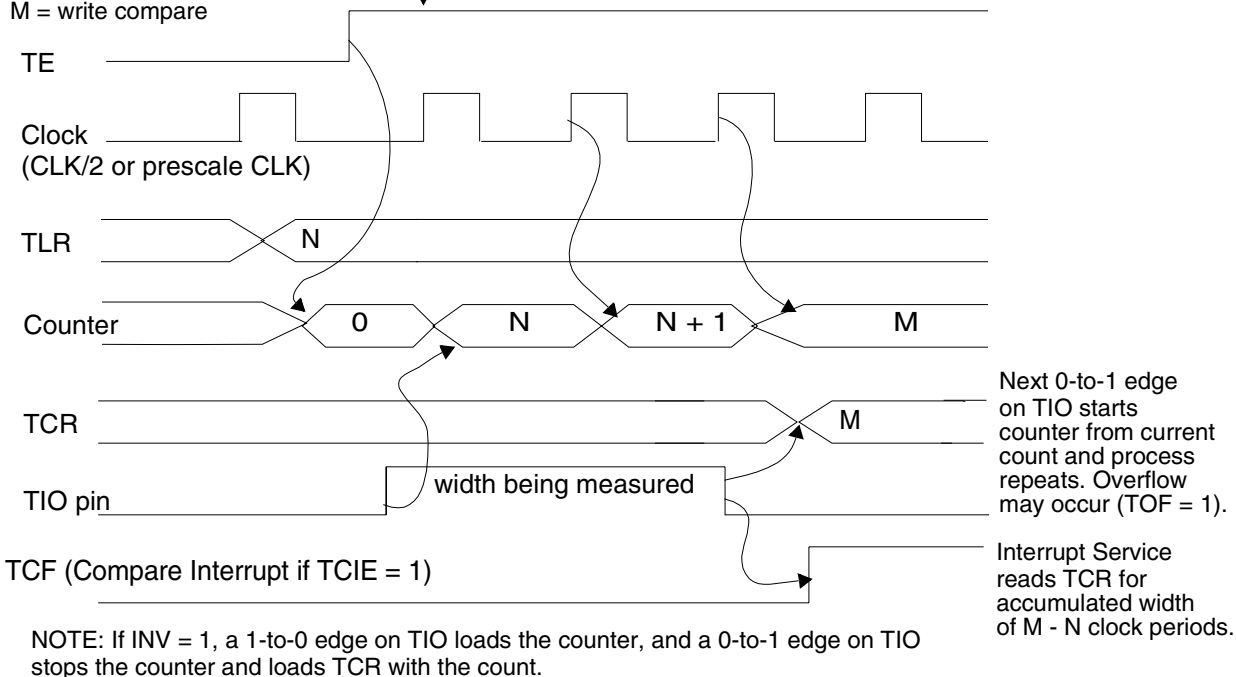 M = write compare
TE
Clock
(CLK/2 or prescale CLK)
TLR
N
Counter
0
N
N + 1
M
TCR
M
Next 0-to-1 edge
on TIO starts
counter from current
count and process
repeats. Overflow
may occur (TOF = 1).
TIO pin
width being measured
TCF (Compare Interrupt if TCIE = 1)
Interrupt Service
reads TCR for
accumulated width
of M - N clock periods.
NOTE: If INV = 1, a 1-to-0 edge on TIO loads the counter, and a 0-to-1 edge on TIO
stops the counter and loads TCR with the count.